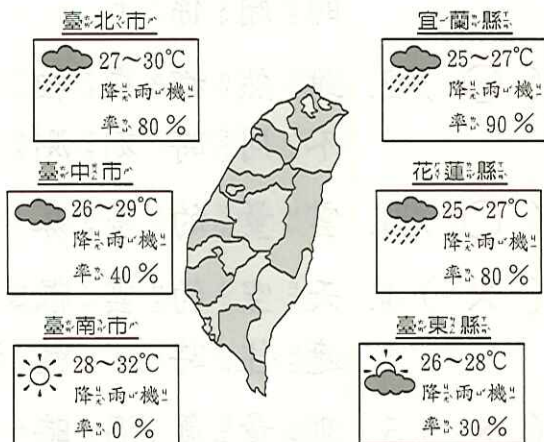 臺北市
27～30℃
降雨機
率 80 %
臺中市
26～29℃
降雨機
率 40 %
臺南市
28～32℃
降雨機
率 0 %
宜蘭縣
25～27℃
降雨機
率 90 %
花蓮縣
25～27℃
降雨機
率 80 %
臺東縣
26～28℃
降雨機
率 30 %